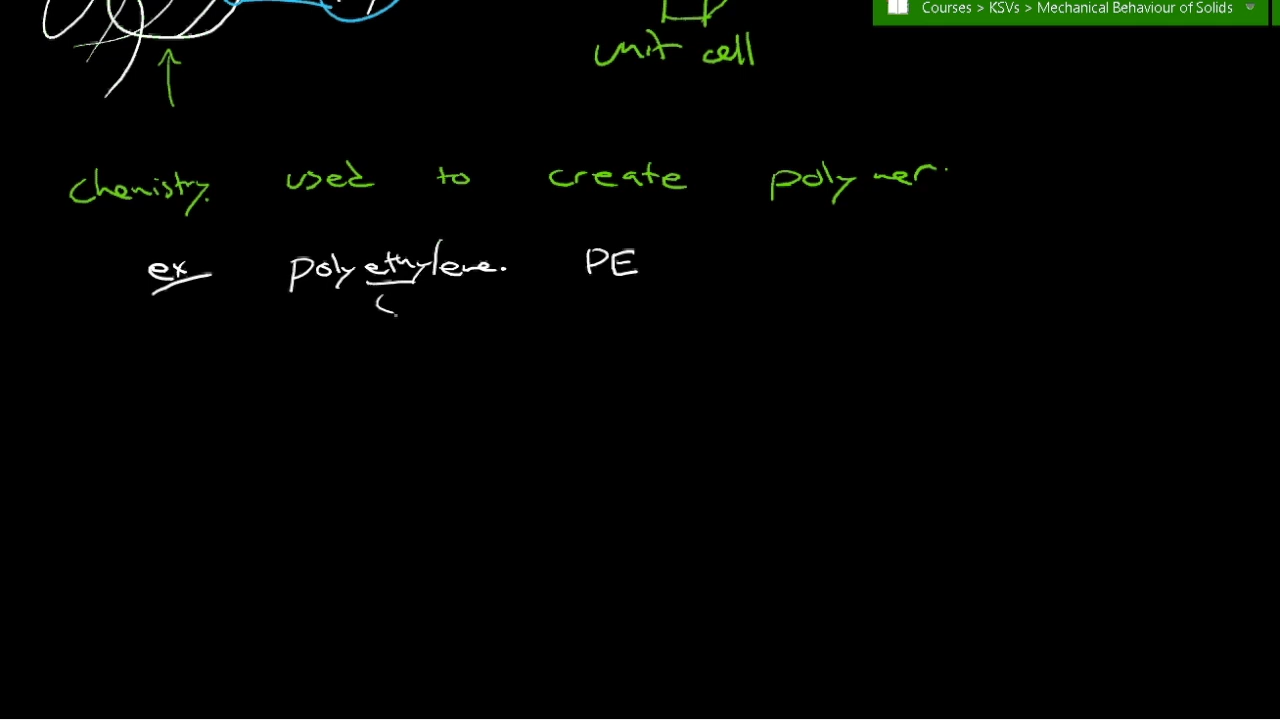 Courses > KSVs > Mechanical Behaviour of Solids
unit cell
chemistry used to create polymer.
ex polyethylene. PE